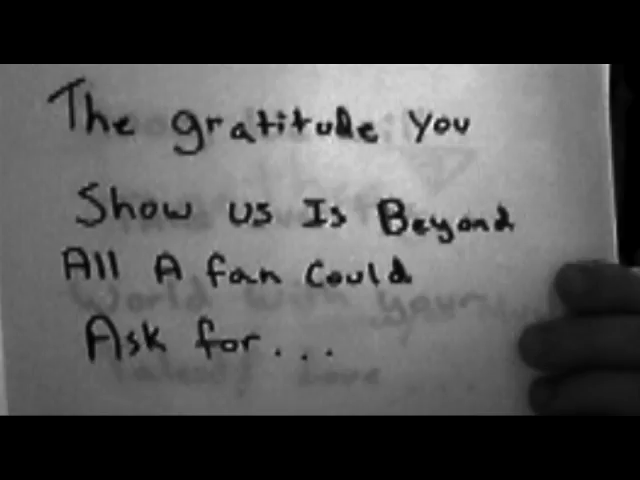 The gratitude you
Show us Is Beyond
All A fan Could
Ask for...